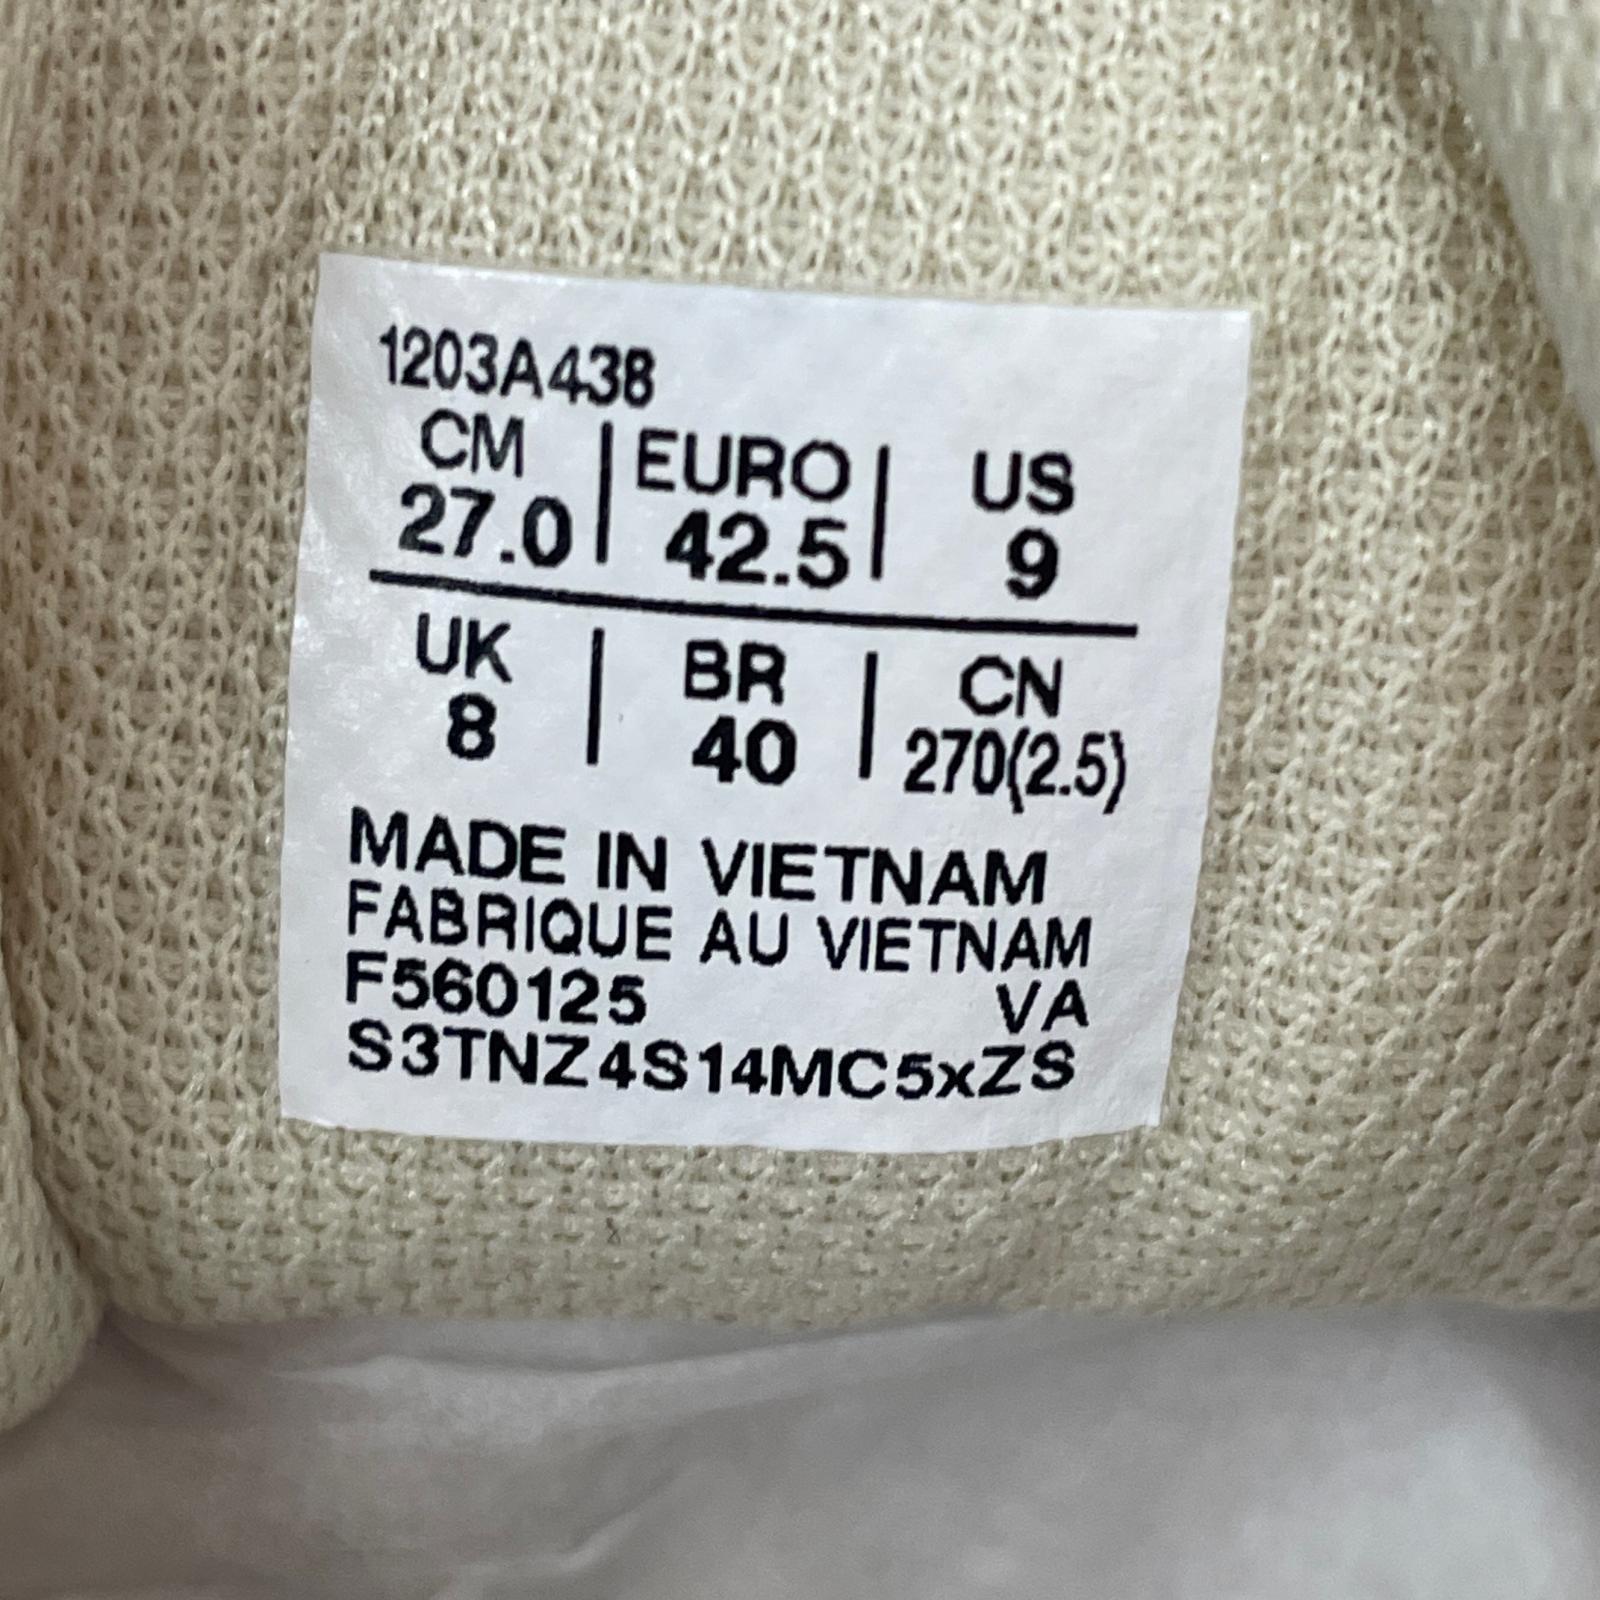 1203A438
CM | EURO | US
27.0 | 42.5 | 9
UK | BR | CN
8 | 40 | 270(2.5)
MADE IN VIETNAM
FABRIQUE AU VIETNAM
F560125 VA
S3TNZ4S14MC5xZS